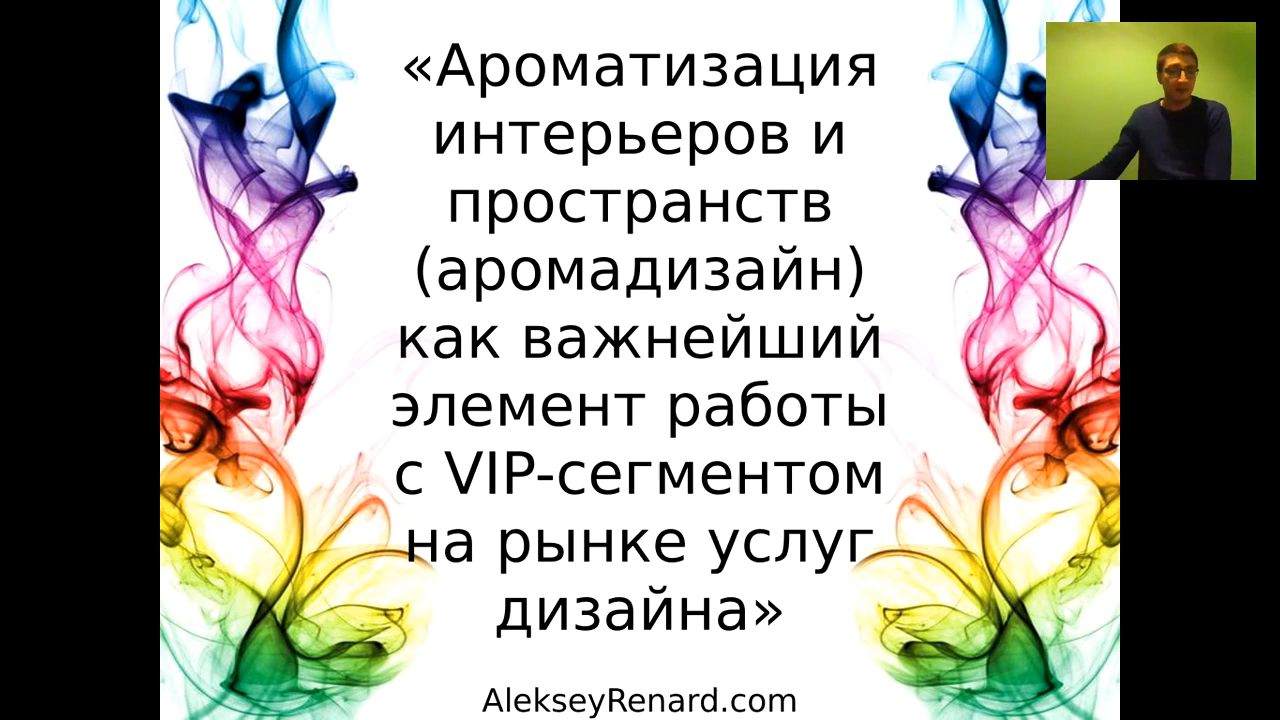 «Ароматизация
интерьеров и
пространств
(аромадизайн)
как важнейший
элемент работы
с VIP-сегментом
на рынке услуг
дизайна»
AlekseyRenard.com